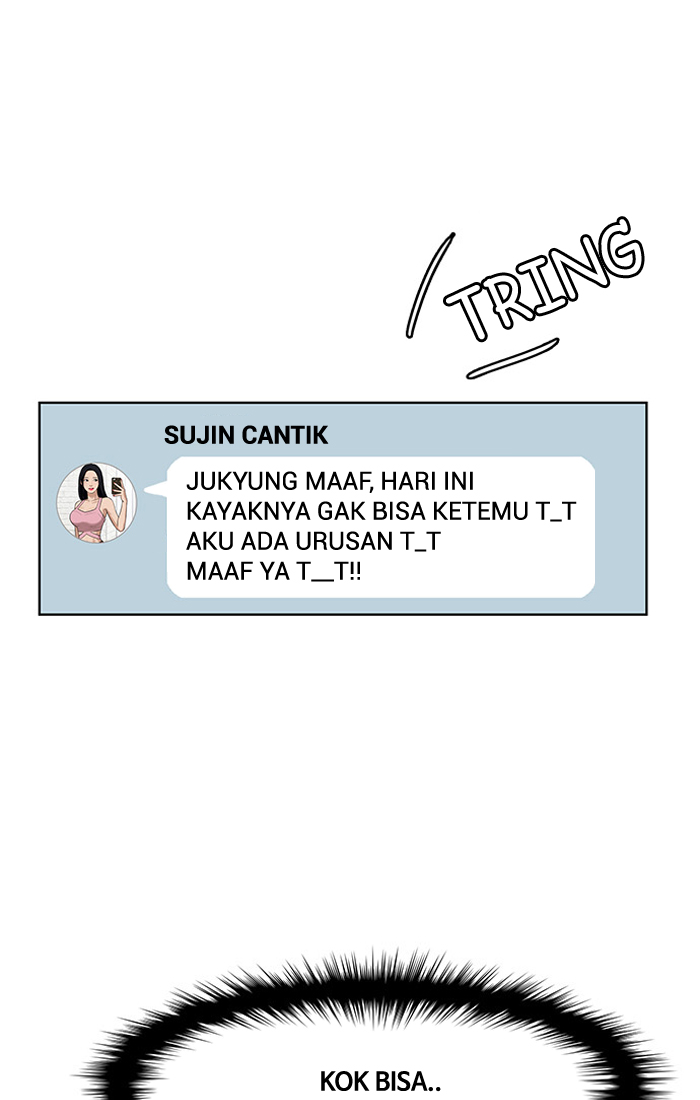 TRING
SUJIN CANTIK
JUKYUNG MAAF, HARI INI
KAYAKNYA GAK BISA KETEMU T_T
AKU ADA URUSAN T_T
MAAF YA T__T!!
KOK BISA..